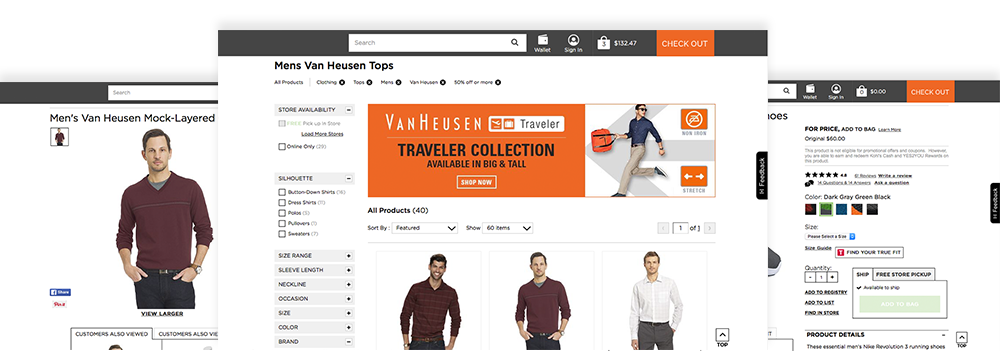 Search
Men's Van Heusen Mock-Layered
Share
Pin it
VIEW LARGER
CUSTOMERS ALSO VIEWED
CUSTOMERS ALSO
Search
Wallet
Sign In
3
$132.47
CHECK OUT
Mens Van Heusen Tops
All Products
Clothing
Tops
Mens
Van Heusen
50% off or more
STORE AVAILABILITY
FREE Pick up in Store
Load More Stores
Online Only (29)
SILHOUETTE
Button-Down Shirts (16)
Dress Shirts (11)
Polos (5)
Pullovers (1)
Sweaters (7)
SIZE RANGE
SLEEVE LENGTH
NECKLINE
OCCASION
SIZE
COLOR
BRAND
VAN HEUSEN
Traveler
TRAVELER COLLECTION
AVAILABLE IN BIG & TALL
SHOP NOW
NON IRON
STRETCH
All Products (40)
Sort By :
Featured
Show
60 Items
1
of 1
TOP
Feedback
Wallet
Sign In
0
$0.00
CHECK OUT
hoes
FOR PRICE, ADD TO BAG Learn More
Original $60.00
This product is not eligible for promotional offers and coupons. However,
you are able to earn and redeem Kohl's Cash and YES2YOU Rewards on
this product.
4.8
61 Reviews
Write a review
14 Questions & 14 Answers
Ask a question
Color: Dark Gray Green Black
Size:
Please Select a Size
Size Guide
FIND YOUR TRUE FIT
Quantity:
- 1 +
SHIP
FREE STORE PICKUP
Available to ship
ADD TO BAG
ADD TO REGISTRY
ADD TO LIST
FIND IN STORE
PRODUCT DETAILS
These essential men's Nike Revolution 3 running shoes
TOP
Feedback